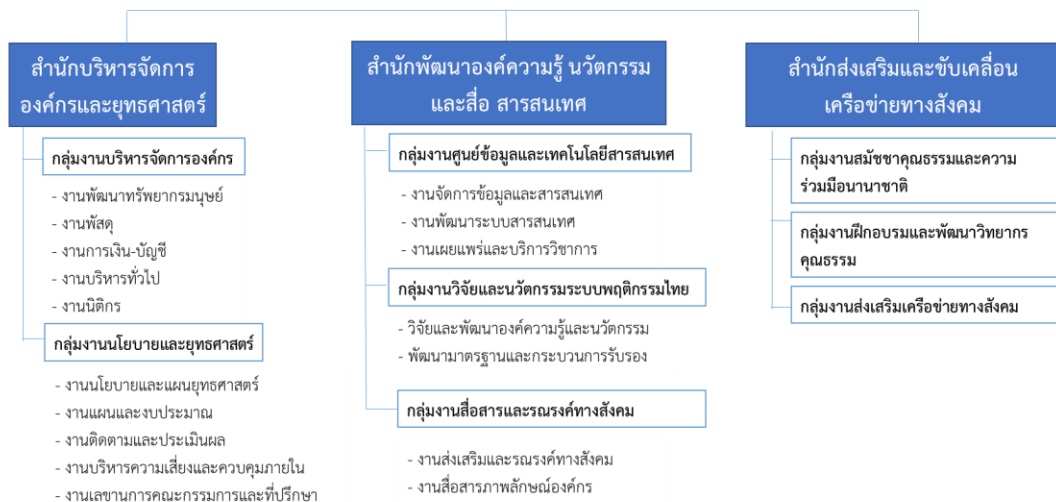 สำนักบริหารจัดการ
องค์กรและยุทธศาสตร์
กลุ่มงานบริหารจัดการองค์กร
- งานพัฒนาทรัพยากรมนุษย์
- งานพัสดุ
- งานการเงิน-บัญชี
- งานบริหารทั่วไป
- งานนิติกร
กลุ่มงานนโยบายและยุทธศาสตร์
- งานนโยบายและแผนยุทธศาสตร์
- งานแผนและงบประมาณ
- งานติดตามและประเมินผล
- งานบริหารความเสี่ยงและควบคุมภายใน
- งานเลขานการคณะกรรมการและที่ปรึกษา
สำนักพัฒนาองค์ความรู้ นวัตกรรม
และสื่อ สารสนเทศ
กลุ่มงานศูนย์ข้อมูลและเทคโนโลยีสารสนเทศ
- งานจัดการข้อมูลและสารสนเทศ
- งานพัฒนาระบบสารสนเทศ
- งานเผยแพร่และบริการวิชาการ
กลุ่มงานวิจัยและนวัตกรรมระบบพฤติกรรมไทย
- วิจัยและพัฒนาองค์ความรู้และนวัตกรรม
- พัฒนามาตรฐานและกระบวนการรับรอง
กลุ่มงานสื่อสารและรณรงค์ทางสังคม
- งานส่งเสริมและรณรงค์ทางสังคม
- งานสื่อสารภาพลักษณ์องค์กร
สำนักส่งเสริมและขับเคลื่อน
เครือข่ายทางสังคม
กลุ่มงานสมัชชาคุณธรรมและความ
ร่วมมือนานาชาติ
กลุ่มงานฝึกอบรมและพัฒนาวิทยากร
คุณธรรม
กลุ่มงานส่งเสริมเครือข่ายทางสังคม